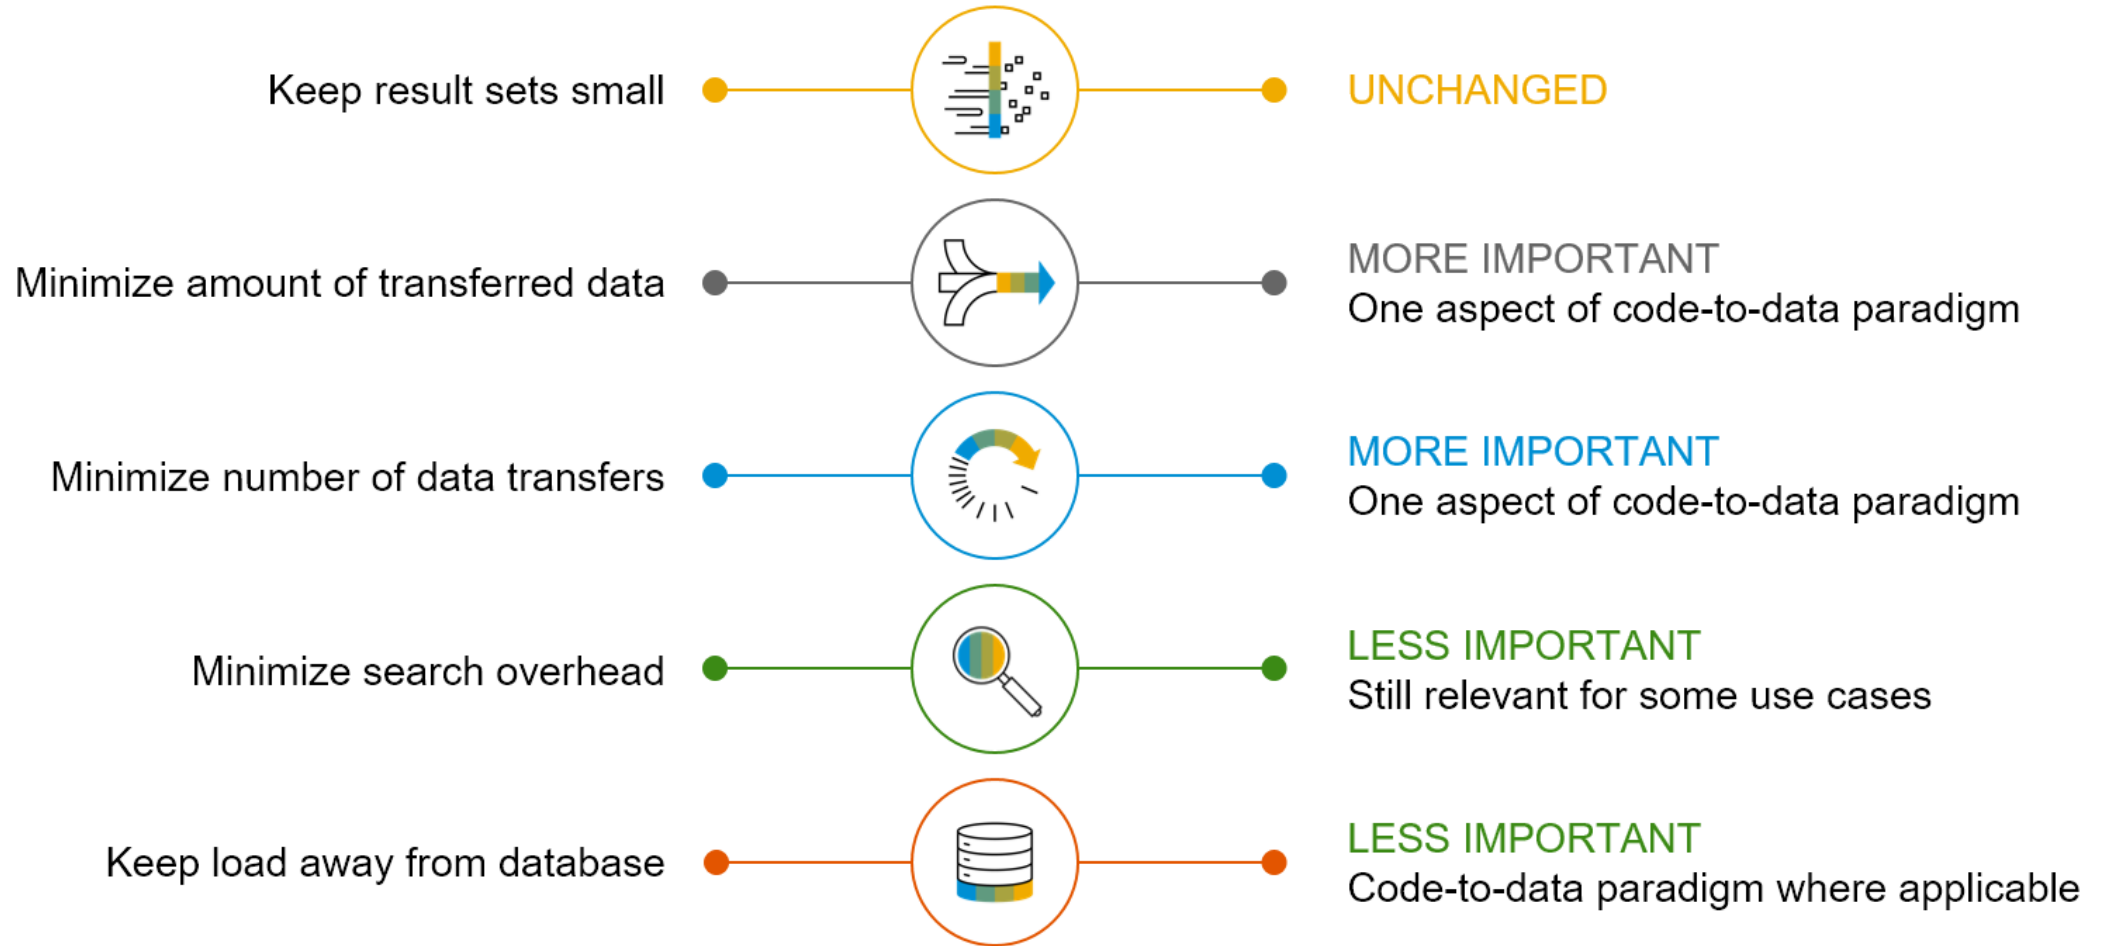 Keep result sets small
UNCHANGED
Minimize amount of transferred data
MORE IMPORTANT
One aspect of code-to-data paradigm
Minimize number of data transfers
MORE IMPORTANT
One aspect of code-to-data paradigm
Minimize search overhead
LESS IMPORTANT
Still relevant for some use cases
Keep load away from database
LESS IMPORTANT
Code-to-data paradigm where applicable